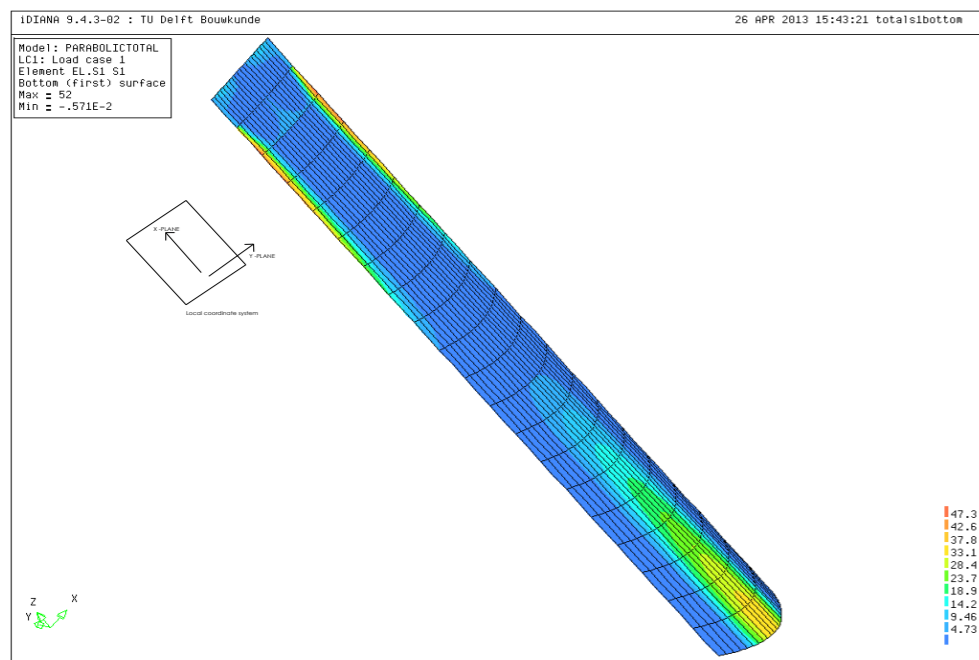 iDIANA 9.4.3-02 : TU Delft Bouwkunde
26 APR 2013 15:43:21 totals1bottom
Model: PARABOLICTOTAL
LC1: Load case 1
Element EL.S1 S1
Bottom (first) surface
Max = 52
Min = -.571E-2
X -PLANE
Y -PLANE
Local coordinate system
47.3
42.6
37.8
33.1
28.4
23.7
18.9
14.2
9.46
4.73
Z
X
Y